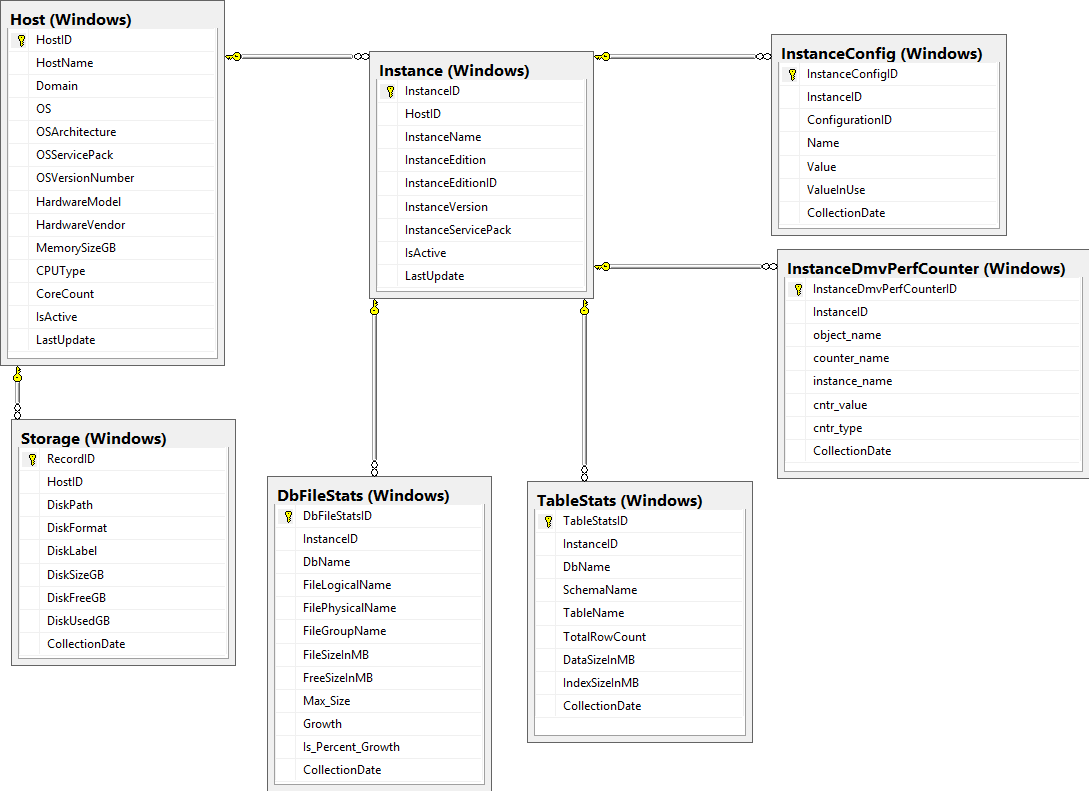 Host (Windows)
HostID
HostName
Domain
OS
OSArchitecture
OSServicePack
OSVersionNumber
HardwareModel
HardwareVendor
MemorySizeGB
CPUType
CoreCount
IsActive
LastUpdate
Instance (Windows)
InstanceID
HostID
InstanceName
InstanceEdition
InstanceEditionID
InstanceVersion
InstanceServicePack
IsActive
LastUpdate
InstanceConfig (Windows)
InstanceConfigID
InstanceID
ConfigurationID
Name
Value
ValueInUse
CollectionDate
InstanceDmvPerfCounter (Windows)
InstanceDmvPerfCounterID
InstanceID
object_name
counter_name
instance_name
cntr_value
cntr_type
CollectionDate
Storage (Windows)
RecordID
HostID
DiskPath
DiskFormat
DiskLabel
DiskSizeGB
DiskFreeGB
DiskUsedGB
CollectionDate
DbFileStats (Windows)
DbFileStatsID
InstanceID
DbName
FileLogicalName
FilePhysicalName
FileGroupName
FileSizeInMB
FreeSizeInMB
Max_Size
Growth
Is_Percent_Growth
CollectionDate
TableStats (Windows)
TableStatsID
InstanceID
DbName
SchemaName
TableName
TotalRowCount
DataSizeInMB
IndexSizeInMB
CollectionDate